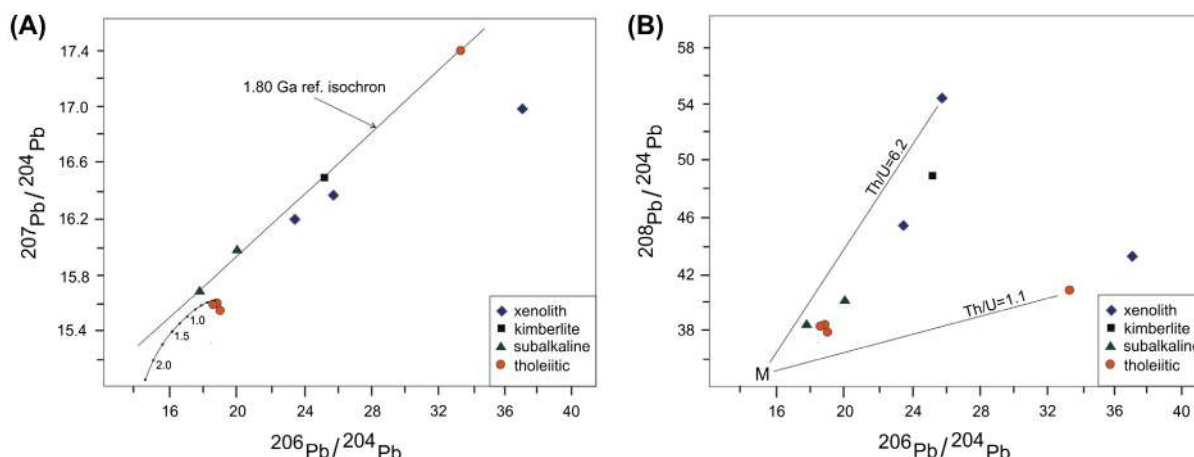 (A)
17.4
17.0
16.6
16.2
15.8
15.4
207Pb/204Pb
1.80 Ga ref. isochron
1.0
1.5
2.0
xenolith
kimberlite
subalkaline
tholeiitic
16 20 24 28 32 36 40
206Pb/204Pb
(B)
58
54
50
46
42
38
208Pb/204Pb
Th/U=6.2
Th/U=1.1
M
xenolith
kimberlite
subalkaline
tholeiitic
16 20 24 28 32 36 40
206Pb/204Pb